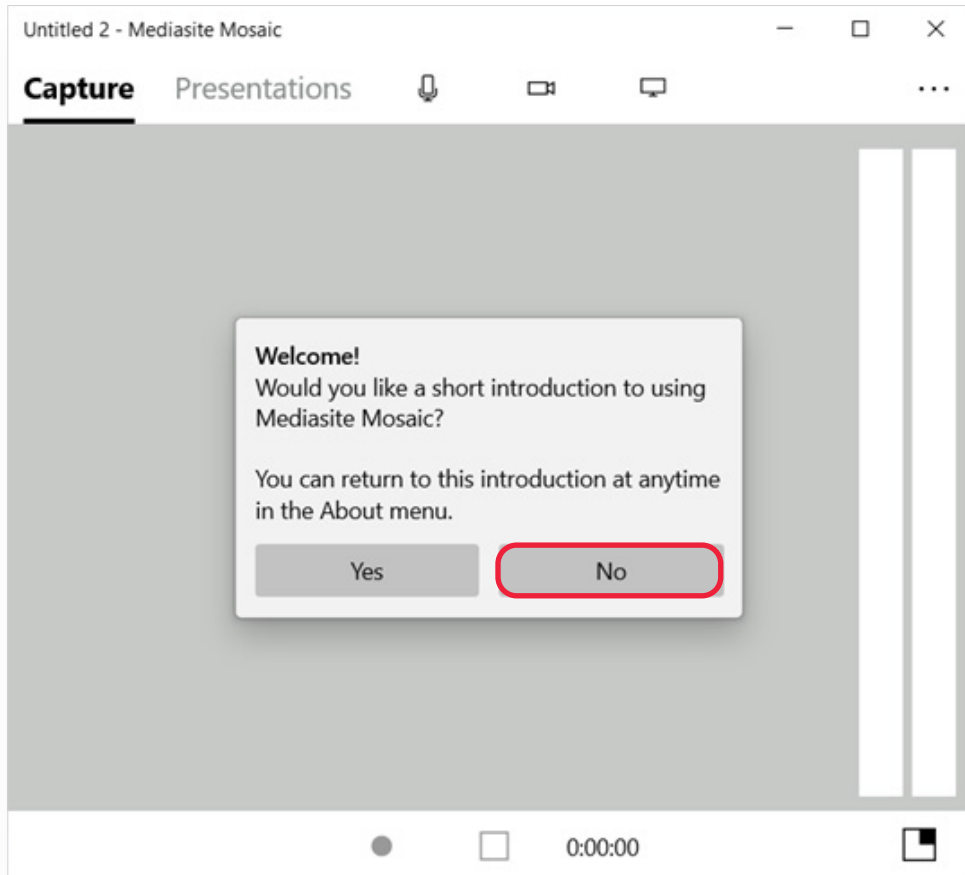 Untitled 2 - Mediasite Mosaic
Capture Presentations
Welcome!
Would you like a short introduction to using
Mediasite Mosaic?
You can return to this introduction at anytime
in the About menu.
Yes No
0:00:00